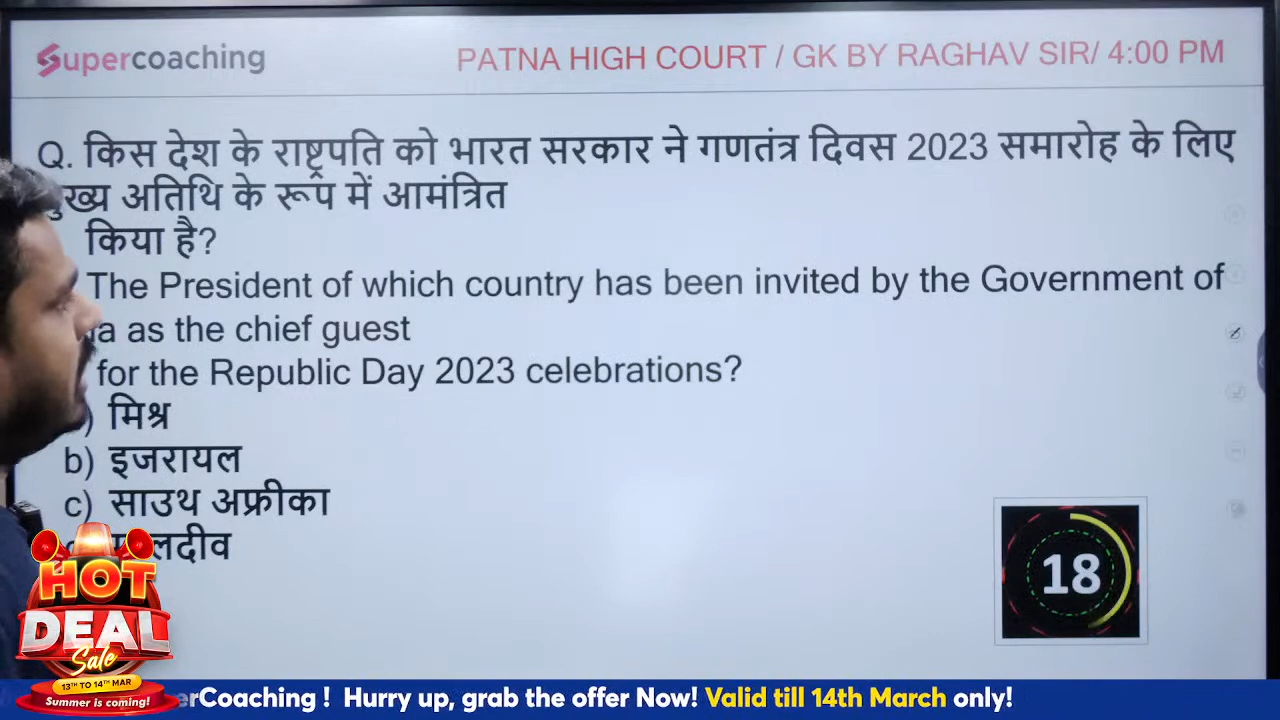 Supercoaching
PATNA HIGH COURT / GK BY RAGHAV SIR/ 4:00 PM
Q. किस देश के राष्ट्रपति को भारत सरकार ने गणतंत्र दिवस 2023 समारोह के लिए
अतिथि के रूप में आमंत्रित
किया है?
The President of which country has been invited by the Government of
as the chief guest
for the Republic Day 2023 celebrations?
मिश्र
b) इजरायल
c) साउथ अफ्रीका
18
HOT
DEAL
Sale
13TH TO 14TH MAR
Summer is coming!
erCoaching ! Hurry up, grab the offer Now! Valid till 14th March only!